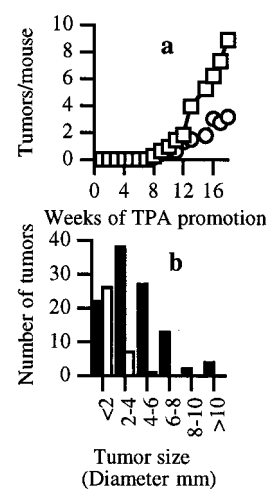 a
10
8
6
4
2
0
Tumors/mouse
0 4 8 12 16
Weeks of TPA promotion
b
40
30
20
10
0
Number of tumors
<2 2-4 4-6 6-8 8-10 >10
Tumor size
(Diameter mm)